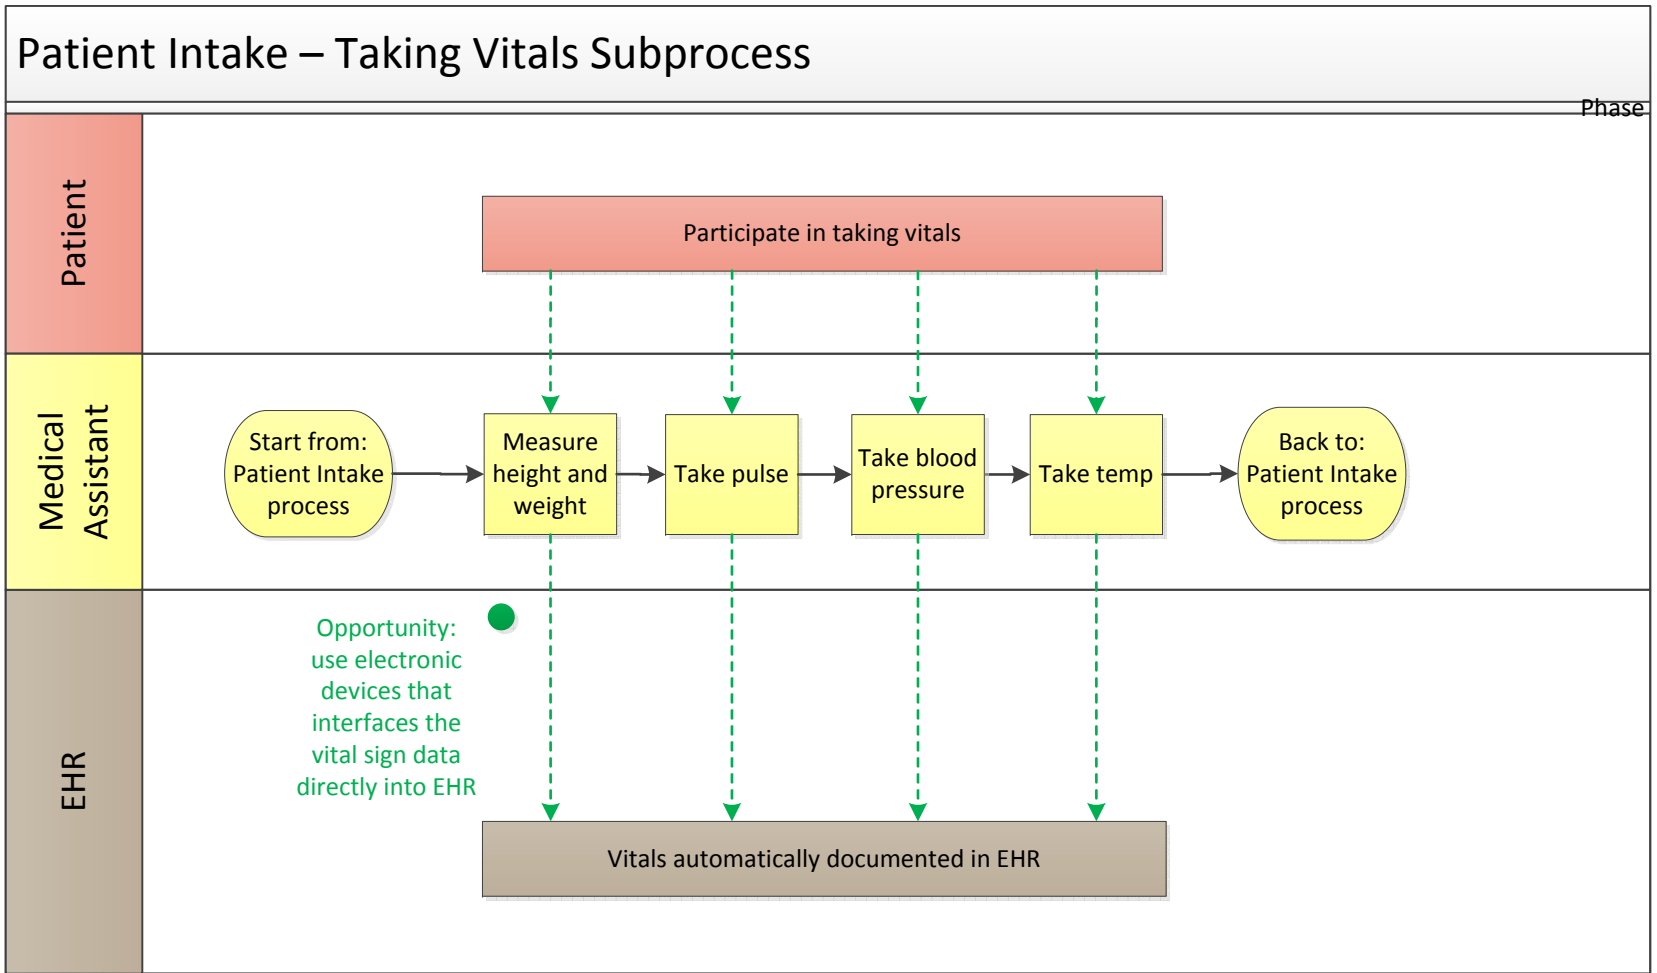 Patient Intake – Taking Vitals Subprocess
Phase
Patient
Participate in taking vitals
Medical
Assistant
Start from:
Patient Intake
process
Measure
height and
weight
Take pulse
Take blood
pressure
Take temp
Back to:
Patient Intake
process
EHR
Opportunity:
use electronic
devices that
interfaces the
vital sign data
directly into EHR
Vitals automatically documented in EHR